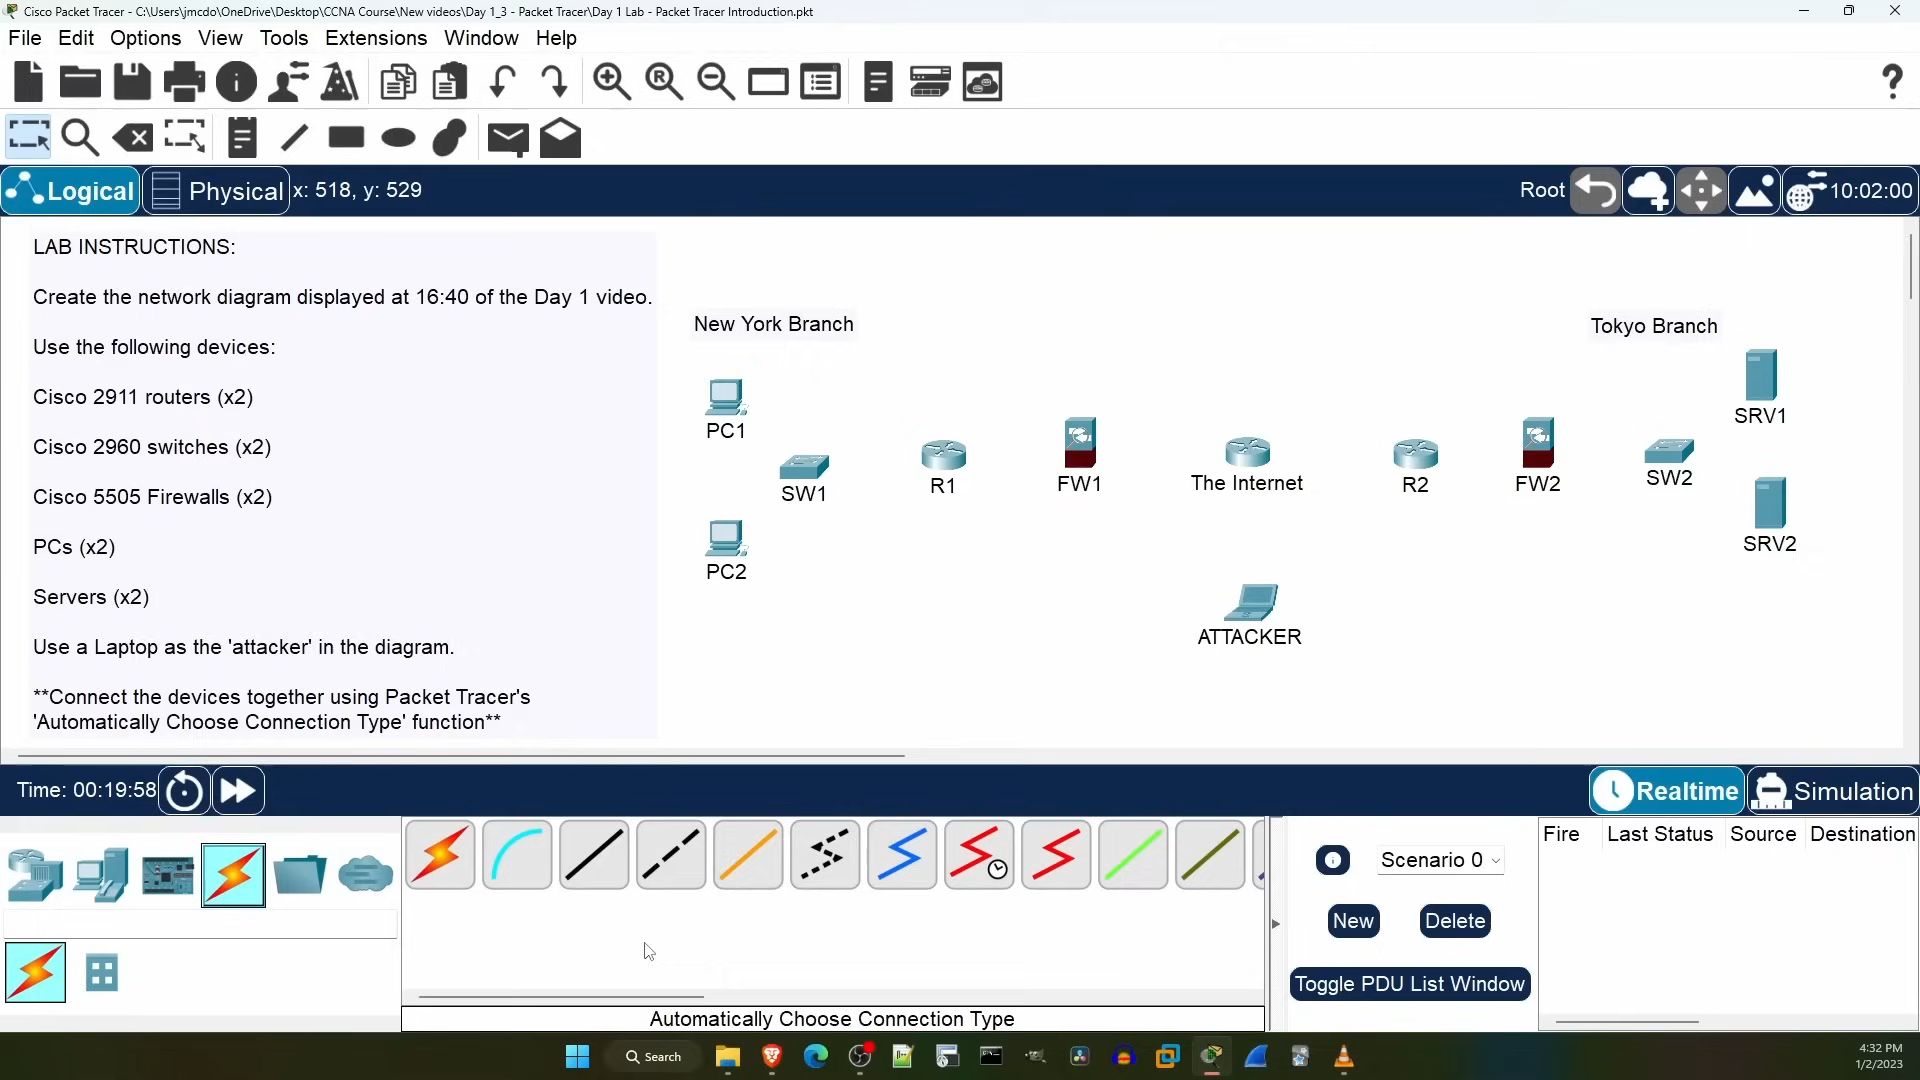 Cisco Packet Tracer - C:\Users\jmcdo\OneDrive\Desktop\CCNA Course\New videos\Day 1_3 - Packet Tracer\Day 1 Lab - Packet Tracer Introduction.pkt
File Edit Options View Tools Extensions Window Help
Logical
Physical
x: 518, y: 529
Root
10:02:00
LAB INSTRUCTIONS:
Create the network diagram displayed at 16:40 of the Day 1 video.
Use the following devices:
Cisco 2911 routers (x2)
Cisco 2960 switches (x2)
Cisco 5505 Firewalls (x2)
PCs (x2)
Servers (x2)
Use a Laptop as the 'attacker' in the diagram.
**Connect the devices together using Packet Tracer's
'Automatically Choose Connection Type' function**
New York Branch
Tokyo Branch
PC1
SRV1
SW1
R1
FW1
The Internet
R2
FW2
SW2
SRV2
PC2
ATTACKER
Time: 00:19:58
Realtime
Simulation
Scenario 0
New
Delete
Toggle PDU List Window
Fire Last Status Source Destination
Automatically Choose Connection Type
Search
4:32 PM
1/2/2023